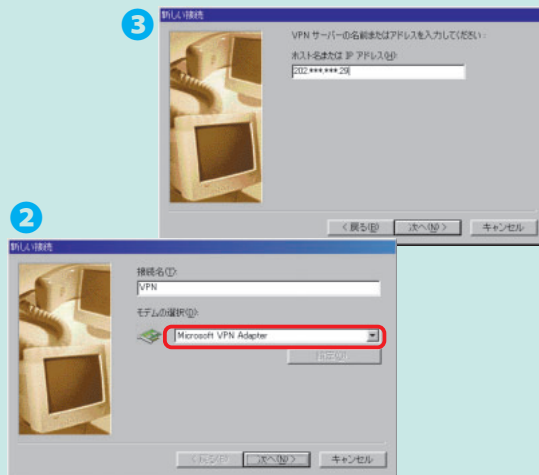 3
新しい接続
VPN サーバーの名前またはアドレスを入力してください:
ホスト名または IP アドレス(H):
202.***.***.29
< 戻る(B)
次へ(N) >
キャンセル
2
新しい接続
接続名(T):
VPN
モデムの選択(D):
Microsoft VPN Adapter
設定(O)
< 戻る(B)
次へ(N) >
キャンセル